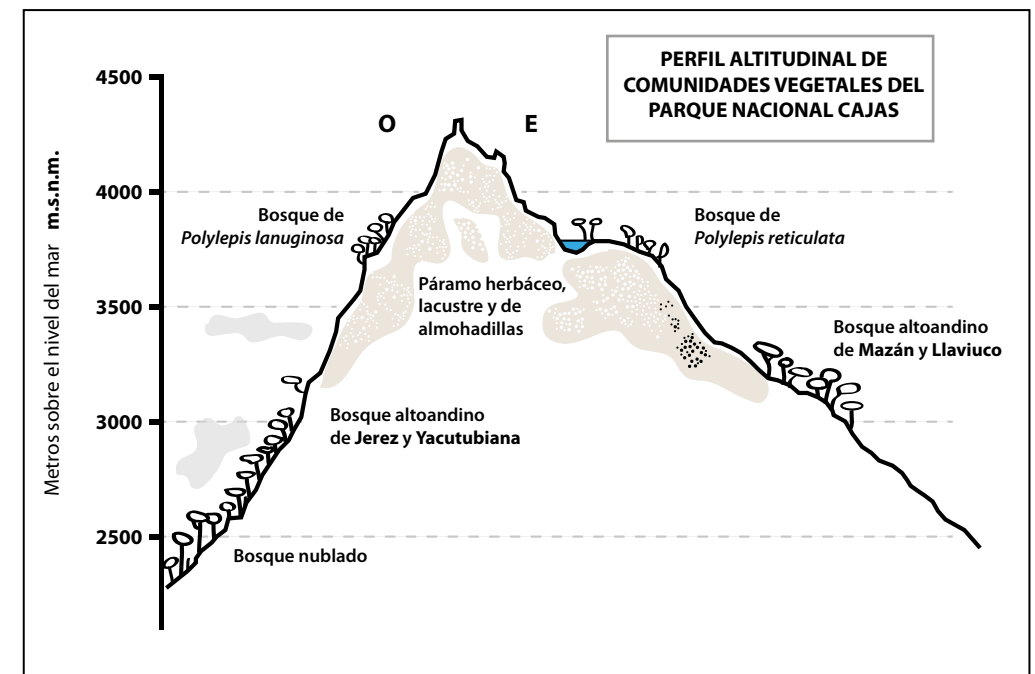 PERFIL ALTITUDINAL DE
COMUNIDADES VEGETALES DEL
PARQUE NACIONAL CAJAS
Metros sobre el nivel del mar m.s.n.m.
4500
4000
3500
3000
2500
O
E
Bosque de
Polylepis lanuginosa
Bosque de
Polylepis reticulata
Páramo herbáceo,
lacustre y de
almohadillas
Bosque altoandino
de Mazán y Llaviuco
Bosque altoandino
de Jerez y Yacutubiana
Bosque nublado